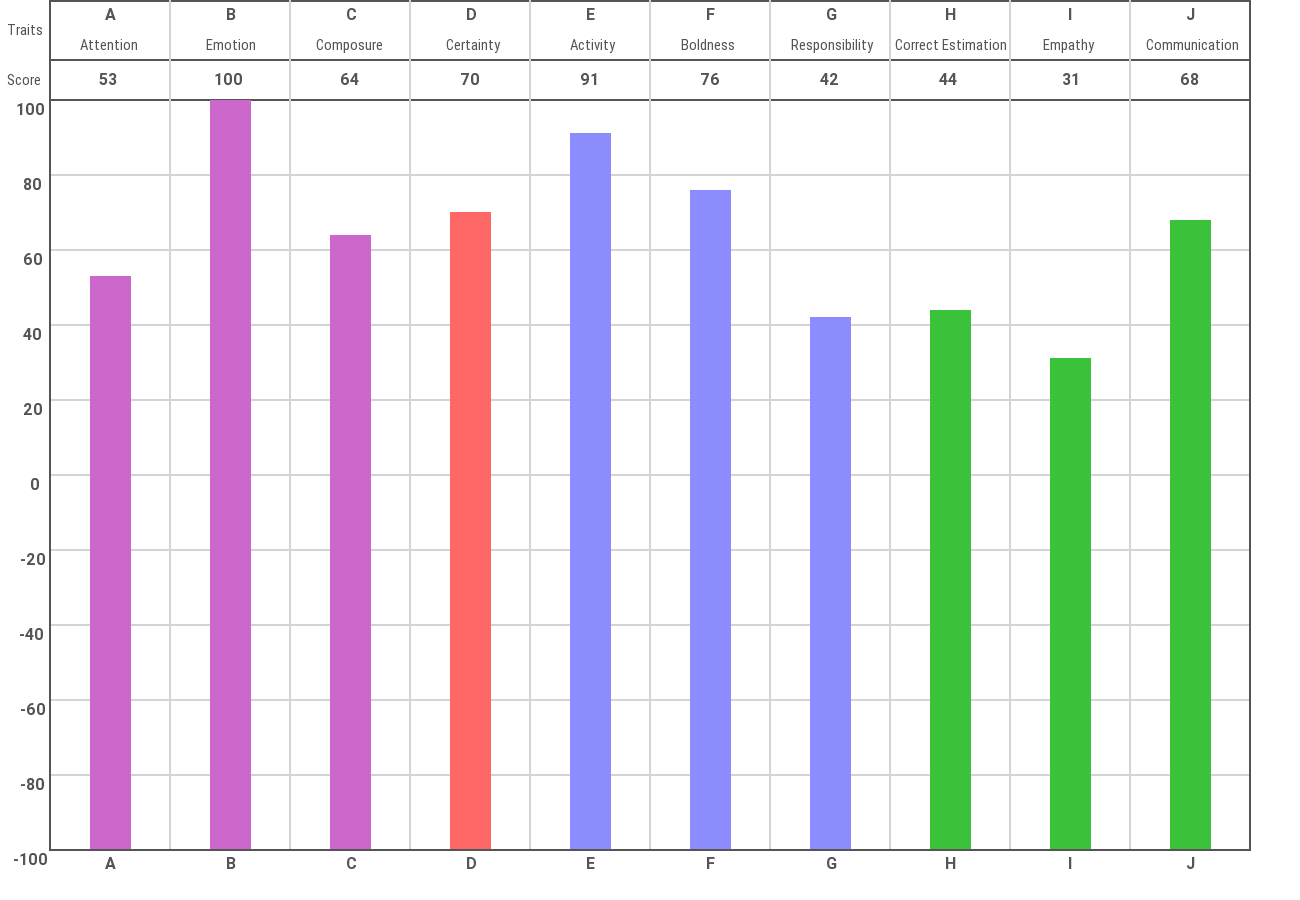 A B C D E F G H I J
Traits
Attention Emotion Composure Certainty Activity Boldness Responsibility Correct Estimation Empathy Communication
Score 53 100 64 70 91 76 42 44 31 68
100
80
60
40
20
0
-20
-40
-60
-80
-100
A B C D E F G H I J